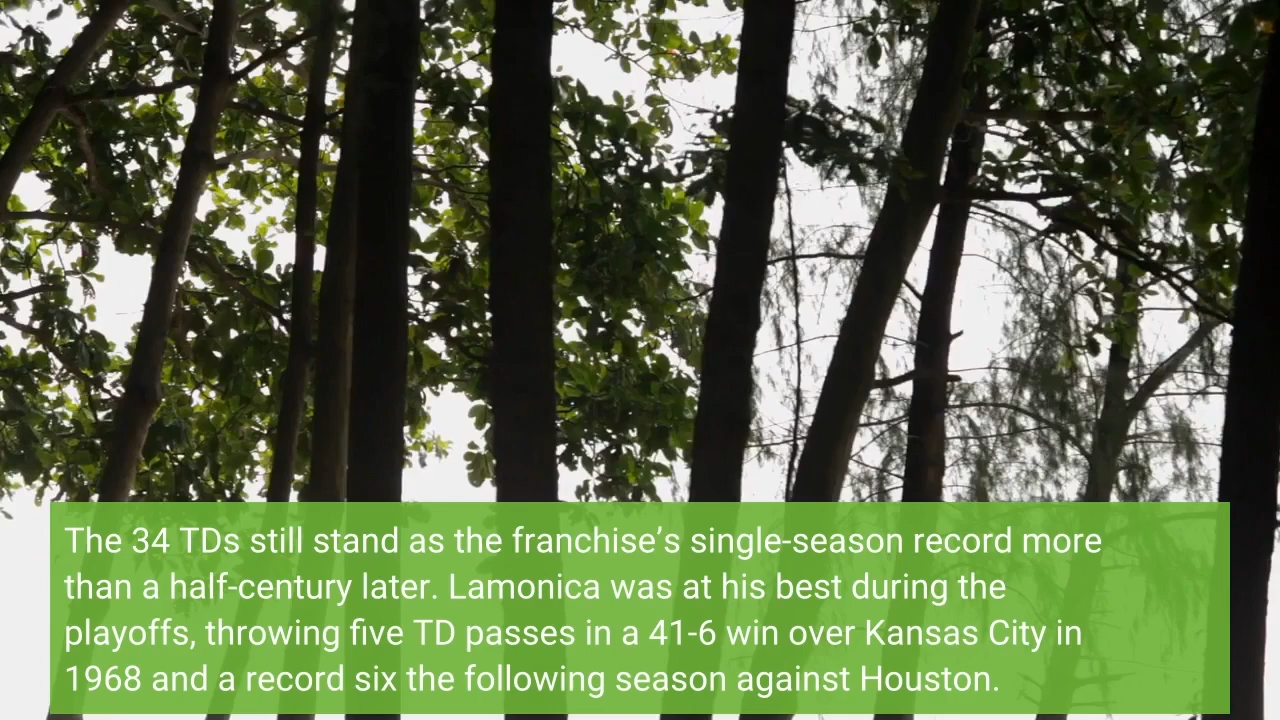 The 34 TDs still stand as the franchise’s single-season record more
than a half-century later. Lamonica was at his best during the
playoffs, throwing five TD passes in a 41-6 win over Kansas City in
1968 and a record six the following season against Houston.